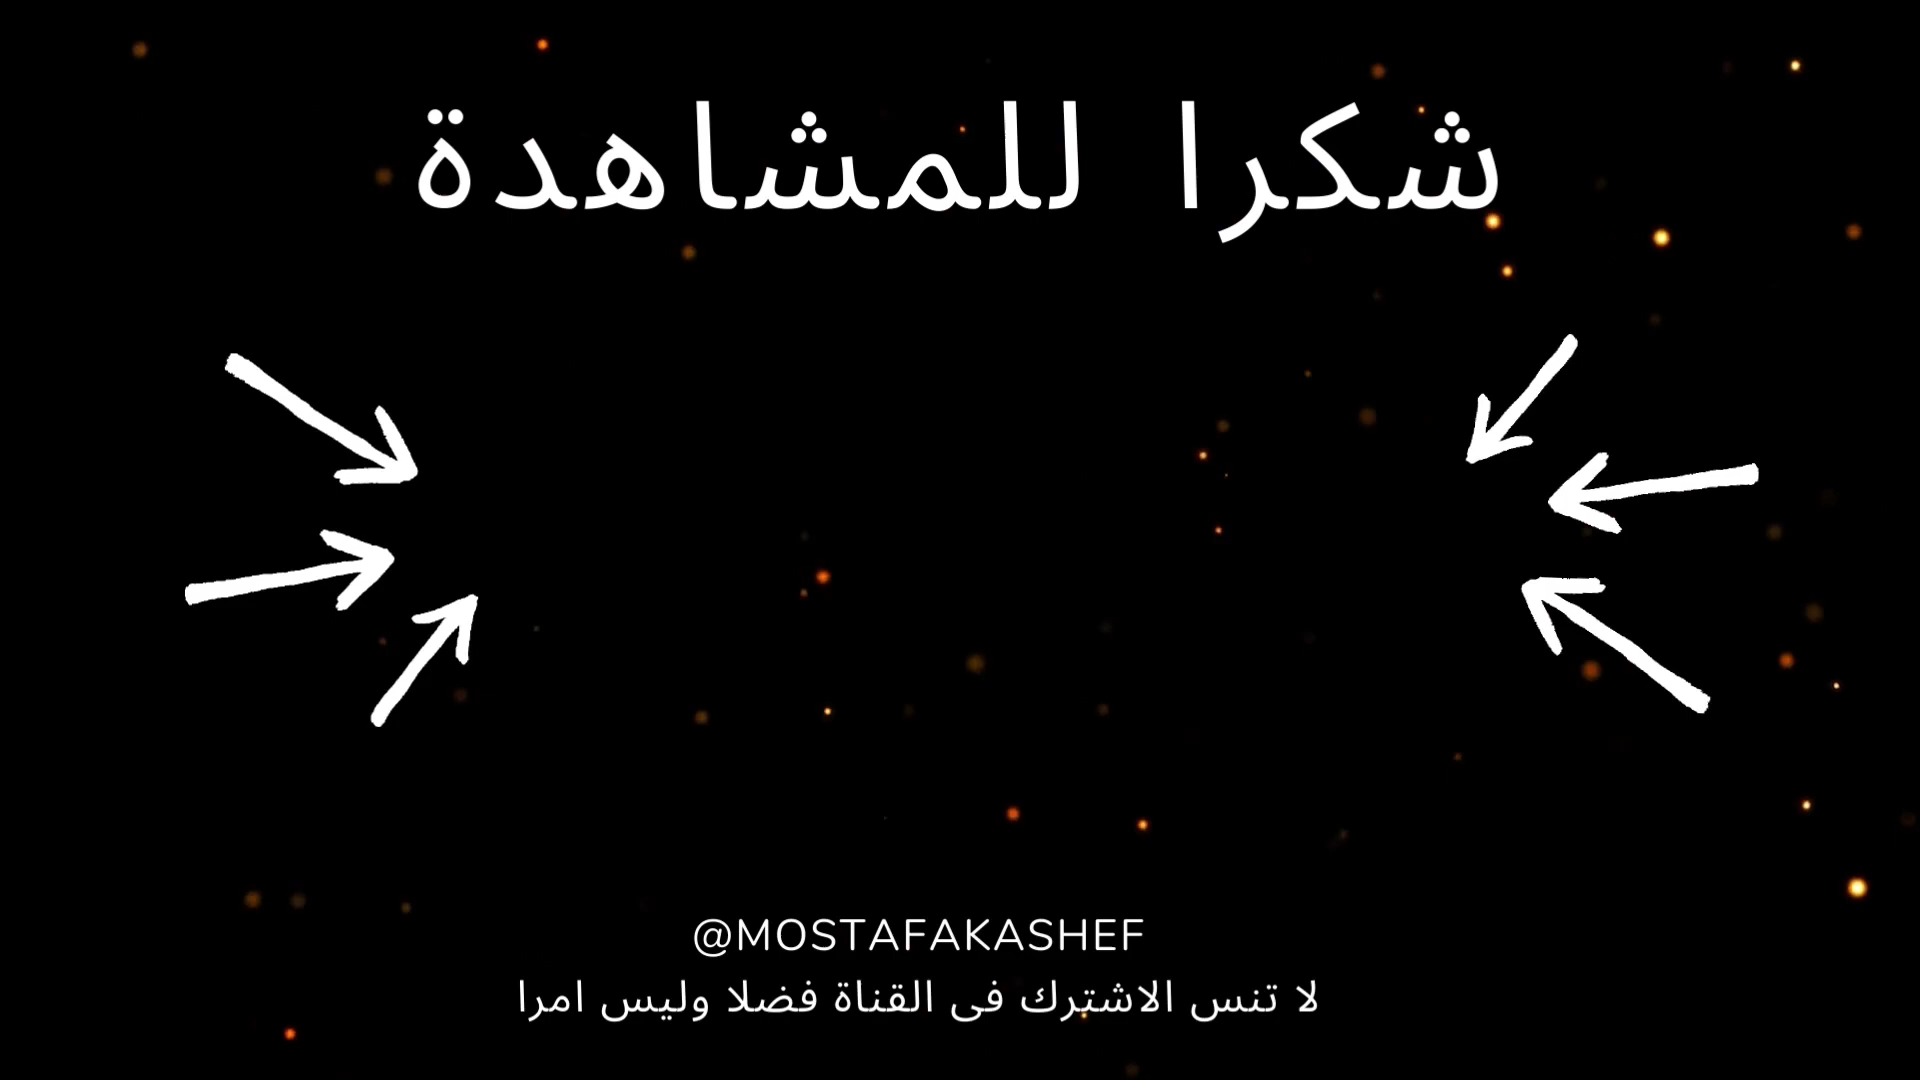 شكرا للمشاهدة
@MOSTAFAKASHEF
لا تنس الاشترك فى القناة فضلا وليس امرا